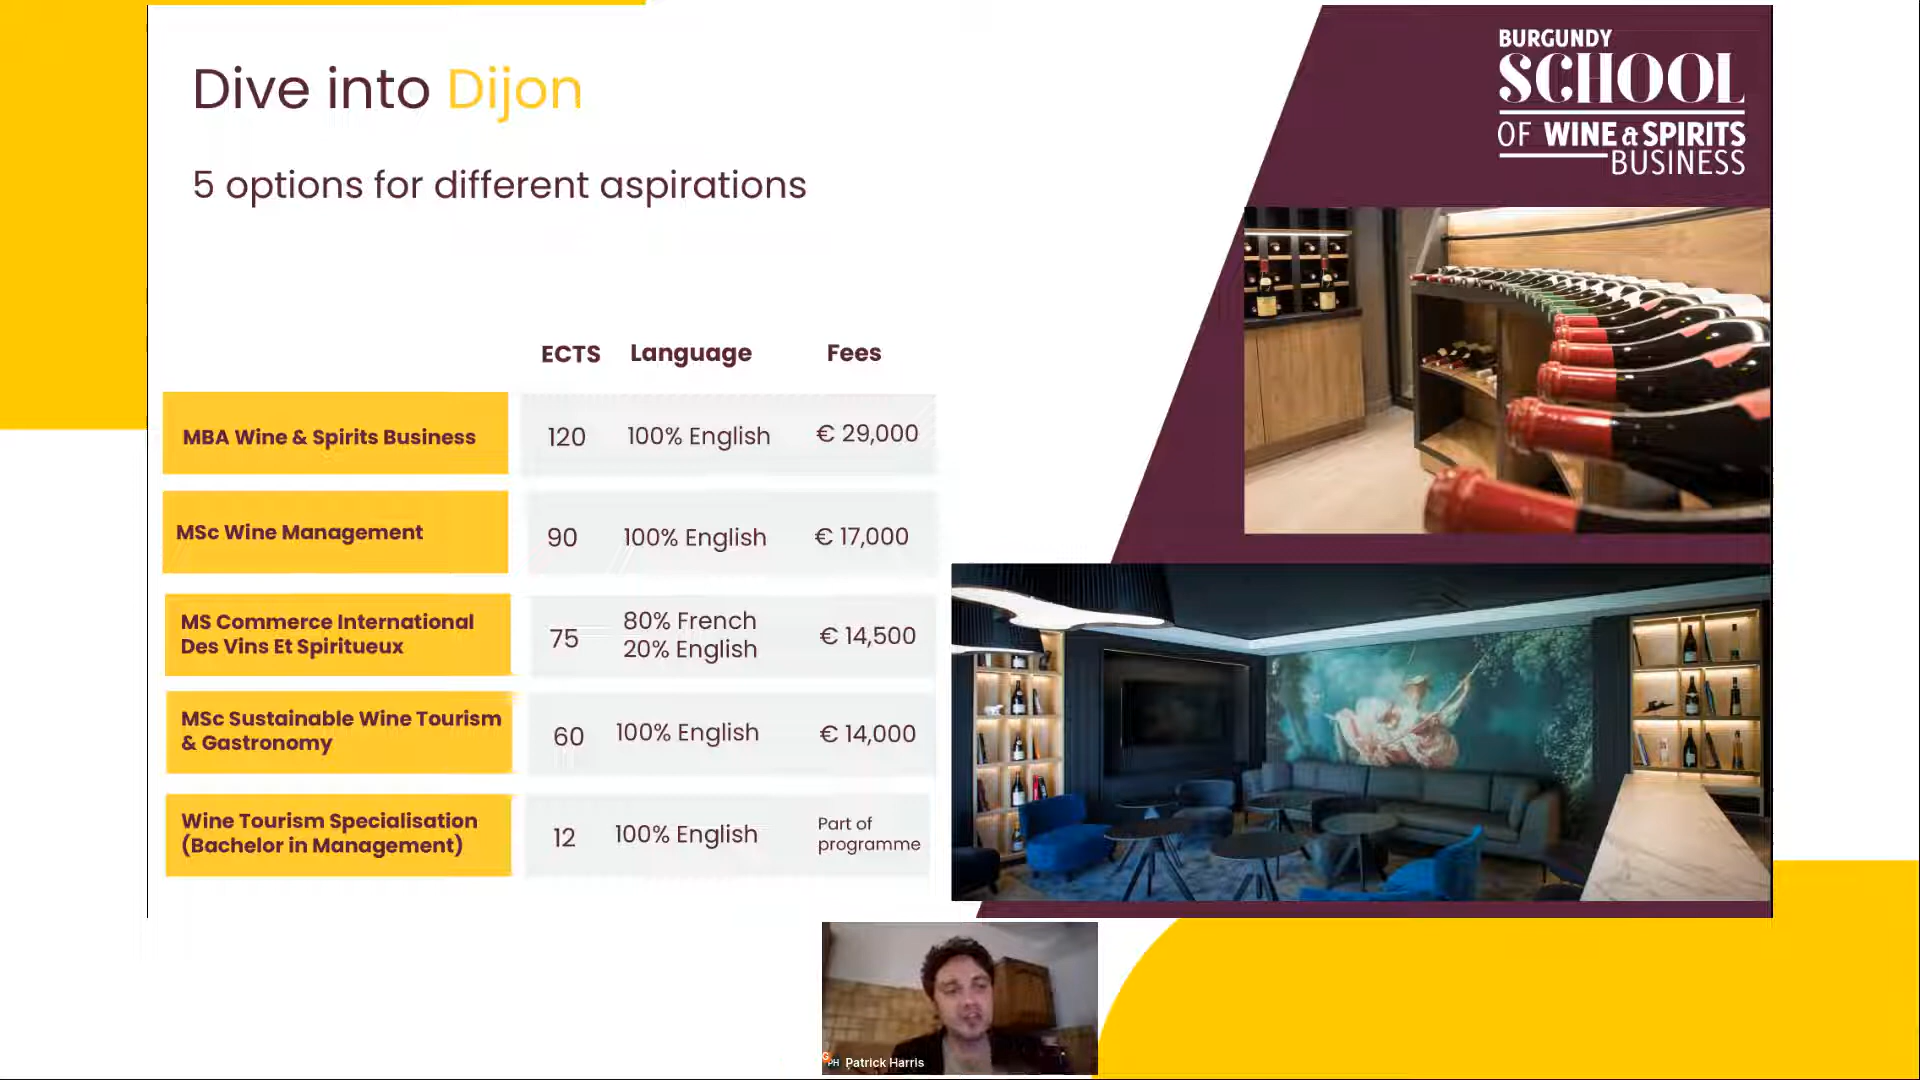 Dive into Dijon
5 options for different aspirations
BURGUNDY
SCHOOL
OF WINE & SPIRITS
BUSINESS
ECTS Language Fees
MBA Wine & Spirits Business 120 100% English € 29,000
MSc Wine Management 90 100% English € 17,000
MS Commerce International
Des Vins Et Spiritueux
75
80% French
20% English
€ 14,500
MSc Sustainable Wine Tourism
& Gastronomy
60 100% English € 14,000
Wine Tourism Specialisation
(Bachelor in Management)
12 100% English
Part of
programme
PH Patrick Harris